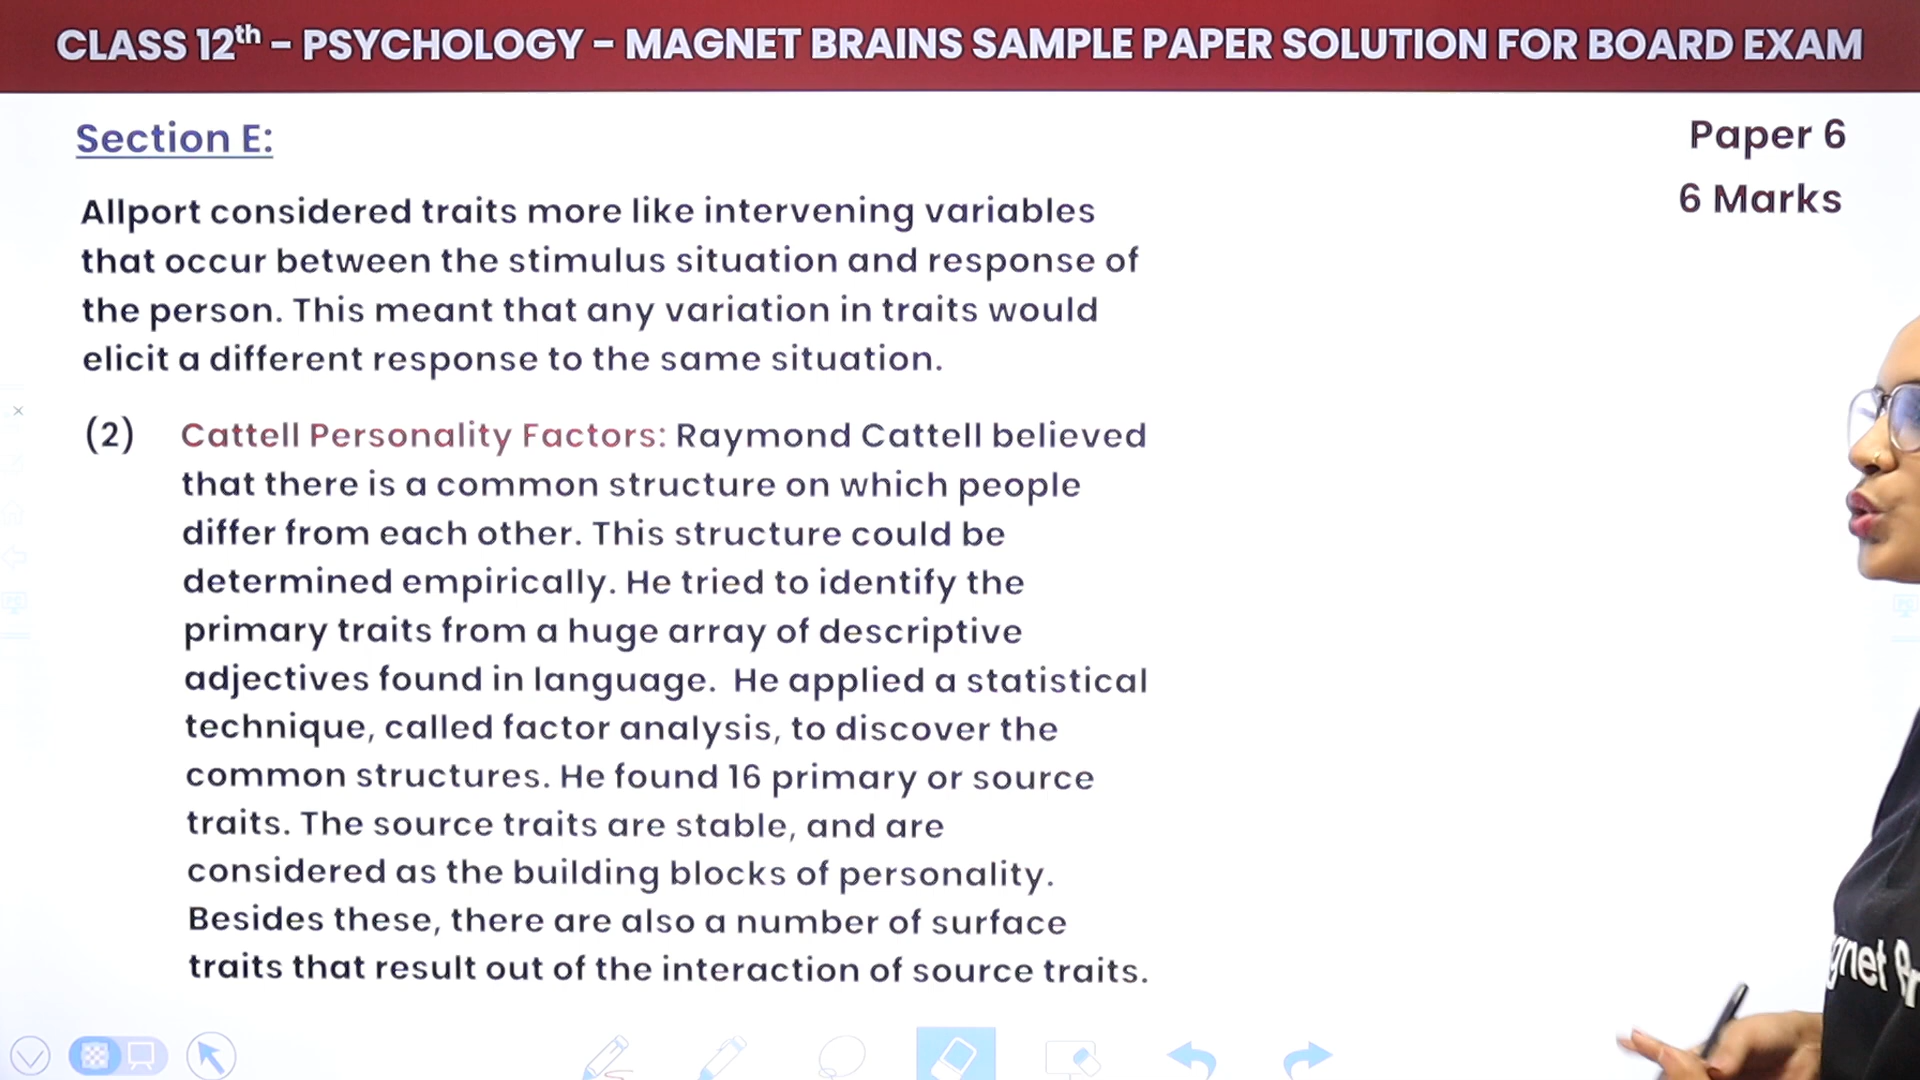 CLASS 12th - PSYCHOLOGY - MAGNET BRAINS SAMPLE PAPER SOLUTION FOR BOARD EXAM
Section E:
Paper 6
6 Marks
Allport considered traits more like intervening variables
that occur between the stimulus situation and response of
the person. This meant that any variation in traits would
elicit a different response to the same situation.
(2) Cattell Personality Factors: Raymond Cattell believed
that there is a common structure on which people
differ from each other. This structure could be
determined empirically. He tried to identify the
primary traits from a huge array of descriptive
adjectives found in language. He applied a statistical
technique, called factor analysis, to discover the
common structures. He found 16 primary or source
traits. The source traits are stable, and are
considered as the building blocks of personality.
Besides these, there are also a number of surface
traits that result out of the interaction of source traits.